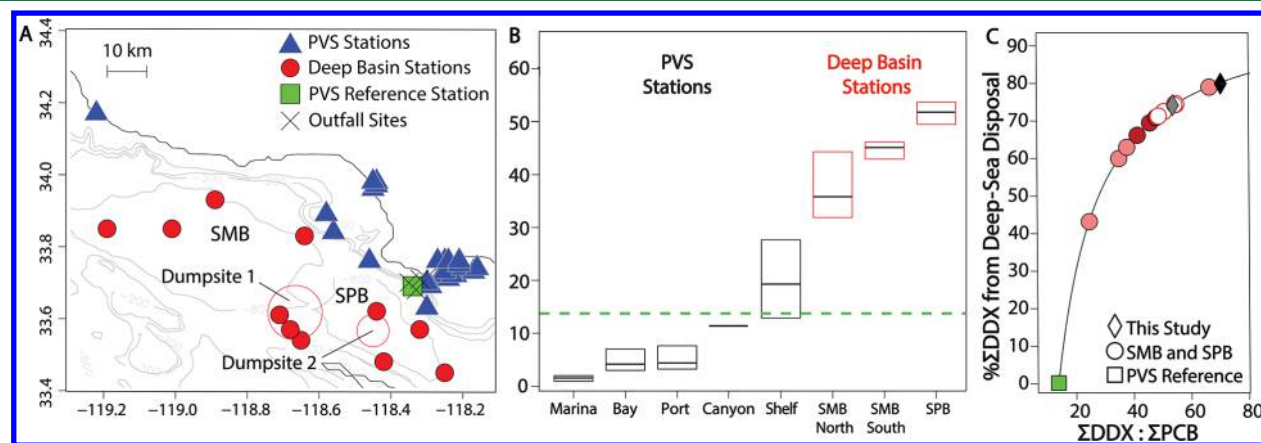 A
34.4
34.2
34.0
33.8
33.6
33.4
10 km
PVS Stations
Deep Basin Stations
PVS Reference Station
Outfall Sites
SMB
Dumpsite 1
SPB
Dumpsite 2
−119.2 −119.0 −118.8 −118.6 −118.4 −118.2
B
60
50
40
30
20
10
0
PVS
Stations
Deep Basin
Stations
Marina Bay Port Canyon Shelf SMB North SMB South SPB
C
%ΣDDX from Deep-Sea Disposal
90
80
70
60
50
40
30
20
10
0
This Study
SMB and SPB
PVS Reference
20 40 60 80
ΣDDX : ΣPCB